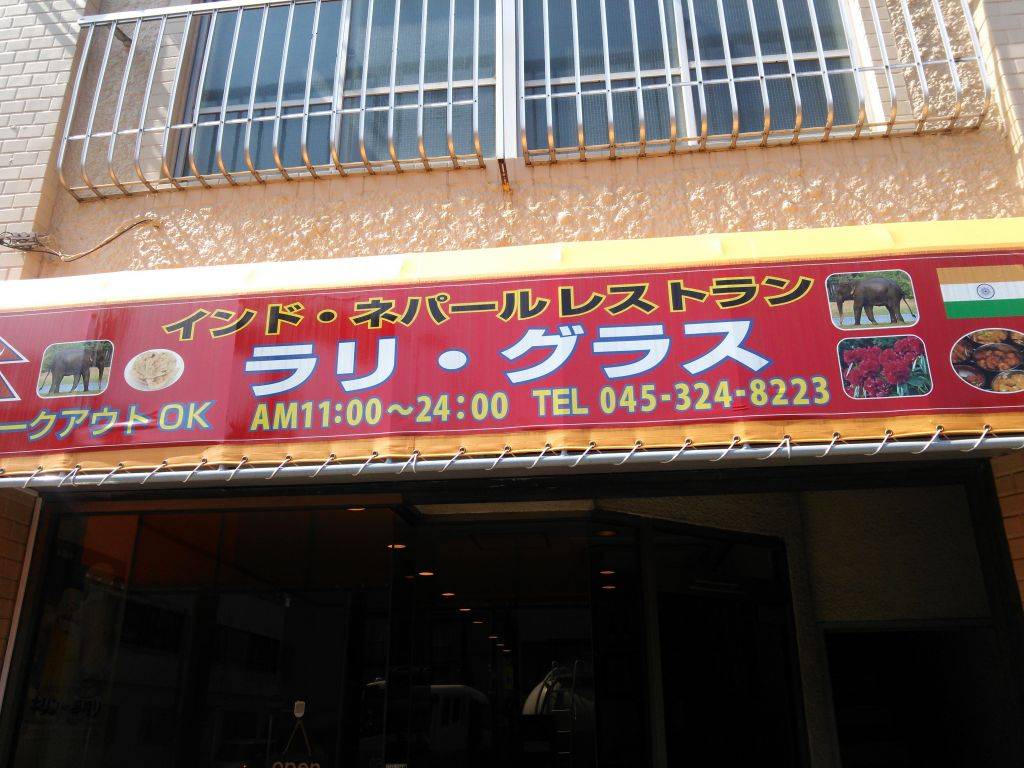 インド・ネパールレストラン
ラリ・グラス
ークアウトOK
AM11:00～24:00 TEL 045-324-8223
open